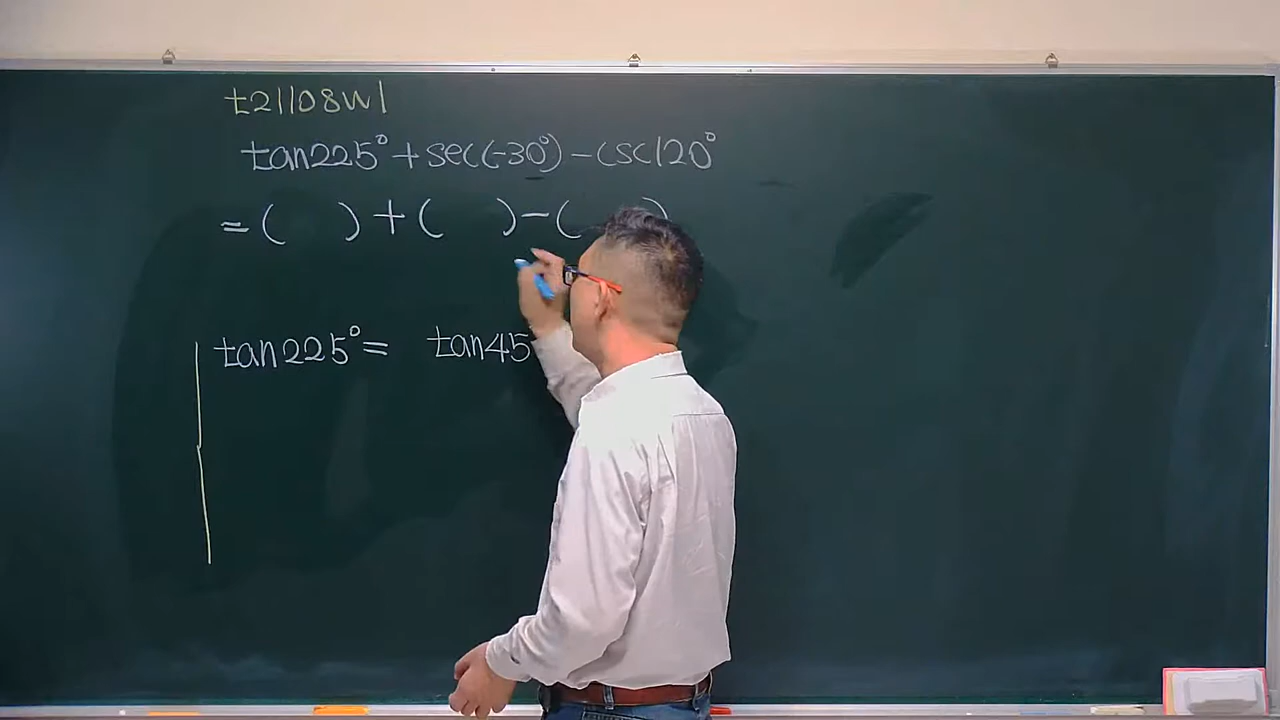 t21108w1
tan225°+sec(-30°)-csc120°
=( )+( )-( )
tan225°= tan45